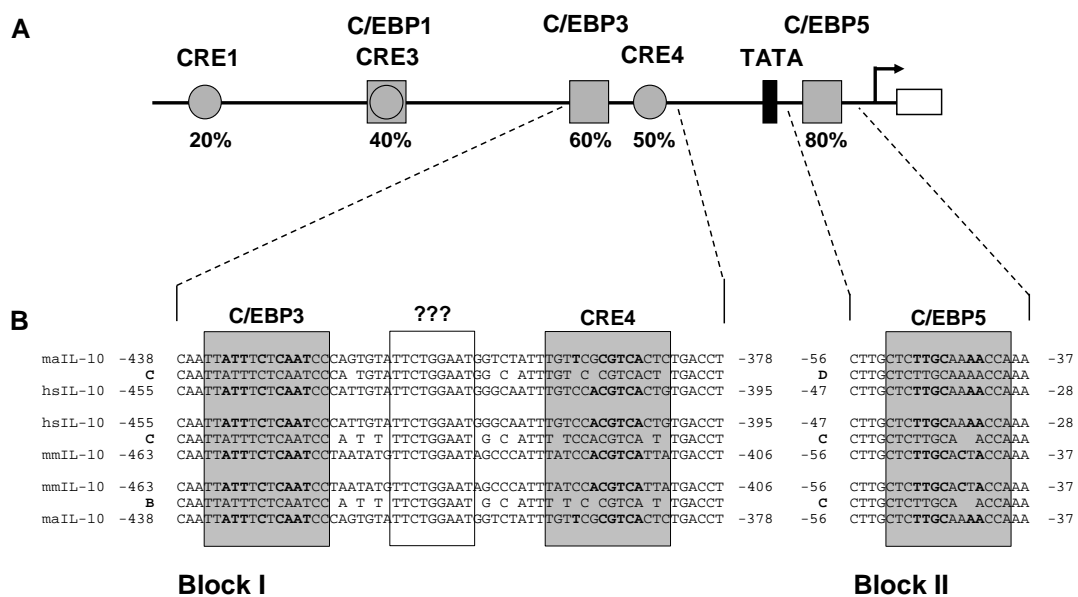 A
CRE1
C/EBP1
CRE3
C/EBP3
CRE4
TATA
C/EBP5
20%
40%
60%
50%
80%
B
C/EBP3
???
CRE4
C/EBP5
maIL-10 -438 CAATTATTTCTCAATCCCAGTGTATTCTGGAATGGTCTATTTGTTCGCGTCACTCTGACCT -378 -56 CTTGCTCTTGCAAAACCAAA -37
C CAATTATTTCTCAATCCCA TGTATTCTGGAATGG C ATTTGT C CGTCACT TGACCT D CTTGCTCTTGCAAAACCAAA
hsIL-10 -455 CAATTATTTCTCAATCCCATTGTATTCTGGAATGGGCAATTTGTCCACGTCACTGTGACCT -395 -47 CTTGCTCTTGCAAAACCAAA -28
hsIL-10 -455 CAATTATTTCTCAATCCCATTGTATTCTGGAATGGGCAATTTGTCCACGTCACTGTGACCT -395 -47 CTTGCTCTTGCAAAACCAAA -28
C CAATTATTTCTCAATCC A T T TTCTGGAAT G C ATTT TCCACGTCA T TGACCT C CTTGCTCTTGCA ACCAAA
mmIL-10 -463 CAATTATTTCTCAATCCTAATATGTTCTGGAATAGCCCATTTATCCACGTCATTATGACCT -406 -56 CTTGCTCTTGCACTACCAAA -37
mmIL-10 -463 CAATTATTTCTCAATCCTAATATGTTCTGGAATAGCCCATTTATCCACGTCATTATGACCT -406 -56 CTTGCTCTTGCACTACCAAA -37
B CAATTATTTCTCAATCC A T T TTCTGGAAT G C ATTT T C CGTCA T TGACCT C CTTGCTCTTGCA ACCAAA
maIL-10 -438 CAATTATTTCTCAATCCCAGTGTATTCTGGAATGGTCTATTTGTTCGCGTCACTCTGACCT -378 -56 CTTGCTCTTGCAAAACCAAA -37
Block I
Block II